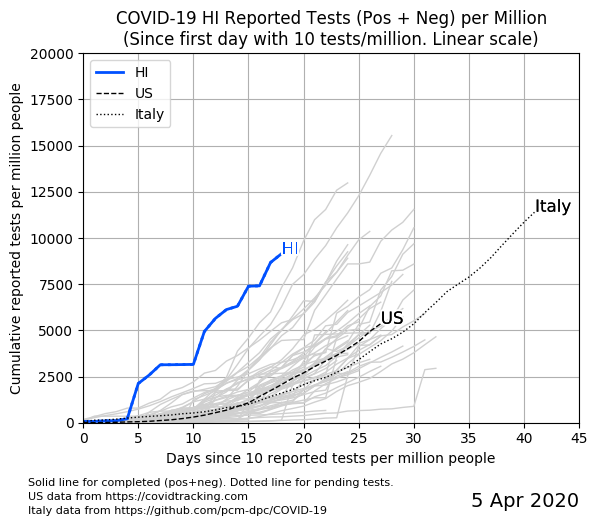 COVID-19 HI Reported Tests (Pos + Neg) per Million
(Since first day with 10 tests/million. Linear scale)
Cumulative reported tests per million people
20000
17500
15000
12500
10000
7500
5000
2500
0
HI
US
Italy
HI
US
Italy
0 5 10 15 20 25 30 35 40 45
Days since 10 reported tests per million people
Solid line for completed (pos+neg). Dotted line for pending tests.
US data from https://covidtracking.com
Italy data from https://github.com/pcm-dpc/COVID-19
5 Apr 2020